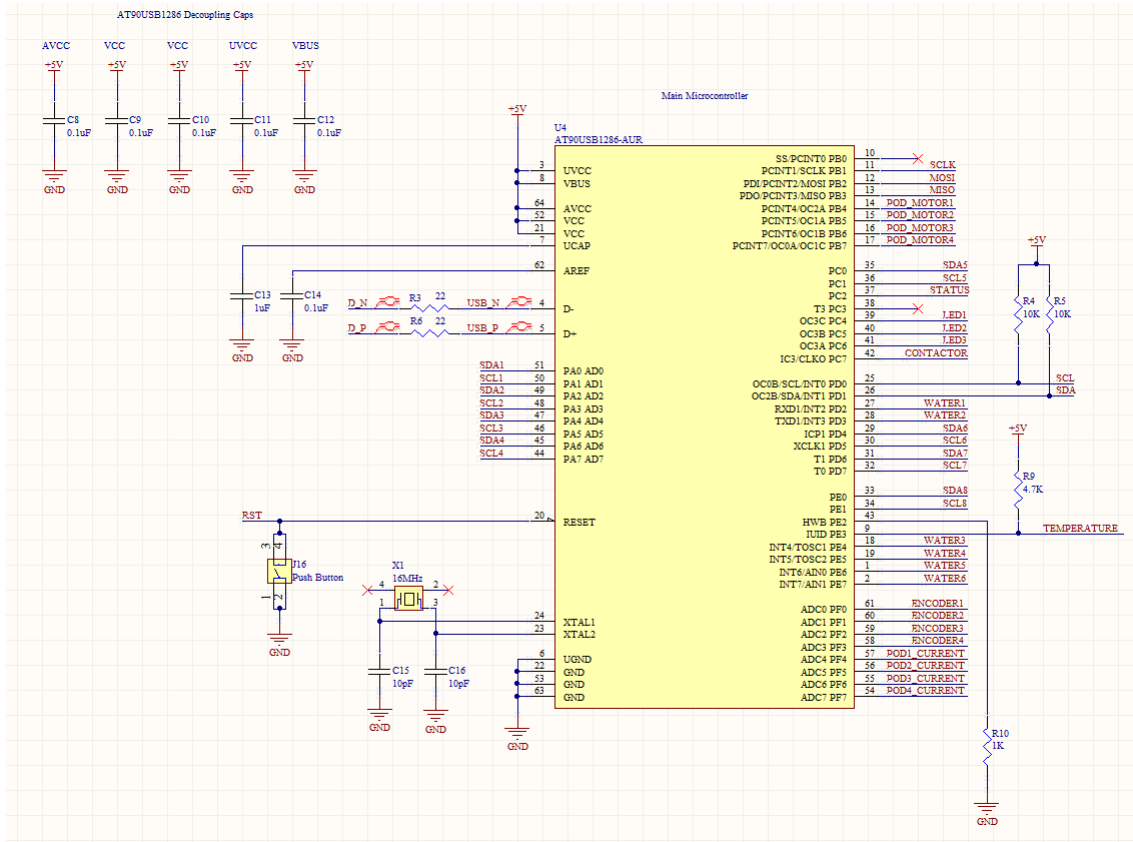 AT90USB1286 Decoupling Caps
AVCC VCC VCC UVCC VBUS
+5V +5V +5V +5V +5V
C8 0.1uF
C9 0.1uF
C10 0.1uF
C11 0.1uF
C12 0.1uF
GND GND GND GND GND
Main Microcontroller
+5V
U4
AT90USB1286-AUR
3 UVCC
8 VBUS
64 AVCC
52 VCC
21 VCC
7 UCAP
62 AREF
C13 1uF
C14 0.1uF
GND GND
D_N R3 22 USB_N 4 D-
D_P R6 22 USB_P 5 D+
SDA1 51 PA0 AD0
SCL1 50 PA1 AD1
SDA2 49 PA2 AD2
SCL2 48 PA3 AD3
SDA3 47 PA4 AD4
SCL3 46 PA5 AD5
SDA4 45 PA6 AD6
SCL4 44 PA7 AD7
RST 20 RESET
3 4
J16
Push Button
1 2
GND
X1
16MHz
4 2
1 3
24 XTAL1
23 XTAL2
C15 10pF
C16 10pF
GND GND
6 UGND
22 GND
53 GND
63 GND
GND
SS/PCINT0 PB0 10
PCINT1/SCLK PB1 11 SCLK
PDI/PCINT2/MOSI PB2 12 MOSI
PDO/PCINT3/MISO PB3 13 MISO
PCINT4/OC2A PB4 14 POD_MOTOR1
PCINT5/OC1A PB5 15 POD_MOTOR2
PCINT6/OC1B PB6 16 POD_MOTOR3
PCINT7/OC0A/OC1C PB7 17 POD_MOTOR4
PC0 35 SDA5
PC1 36 SCL5
PC2 37 STATUS
T3 PC3 38
OC3C PC4 39 LED1
OC3B PC5 40 LED2
OC3A PC6 41 LED3
IC3/CLKO PC7 42 CONTACTOR
+5V
R4 10K
R5 10K
OC0B/SCL/INT0 PD0 25 SCL
OC2B/SDA/INT1 PD1 26 SDA
RXD1/INT2 PD2 27 WATER1
TXD1/INT3 PD3 28 WATER2
ICP1 PD4 29 SDA6
XCLK1 PD5 30 SCL6
T1 PD6 31 SDA7
T0 PD7 32 SCL7
+5V
R9
4.7K
PE0 33 SDA8
PE1 34 SCL8
HWB PE2 43
IUID PE3 9 TEMPERATURE
INT4/TOSC1 PE4 18 WATER3
INT5/TOSC2 PE5 19 WATER4
INT6/AIN0 PE6 1 WATER5
INT7/AIN1 PE7 2 WATER6
ADC0 PF0 61 ENCODER1
ADC1 PF1 60 ENCODER2
ADC2 PF2 59 ENCODER3
ADC3 PF3 58 ENCODER4
ADC4 PF4 57 POD1_CURRENT
ADC5 PF5 56 POD2_CURRENT
ADC6 PF6 55 POD3_CURRENT
ADC7 PF7 54 POD4_CURRENT
R10
1K
GND